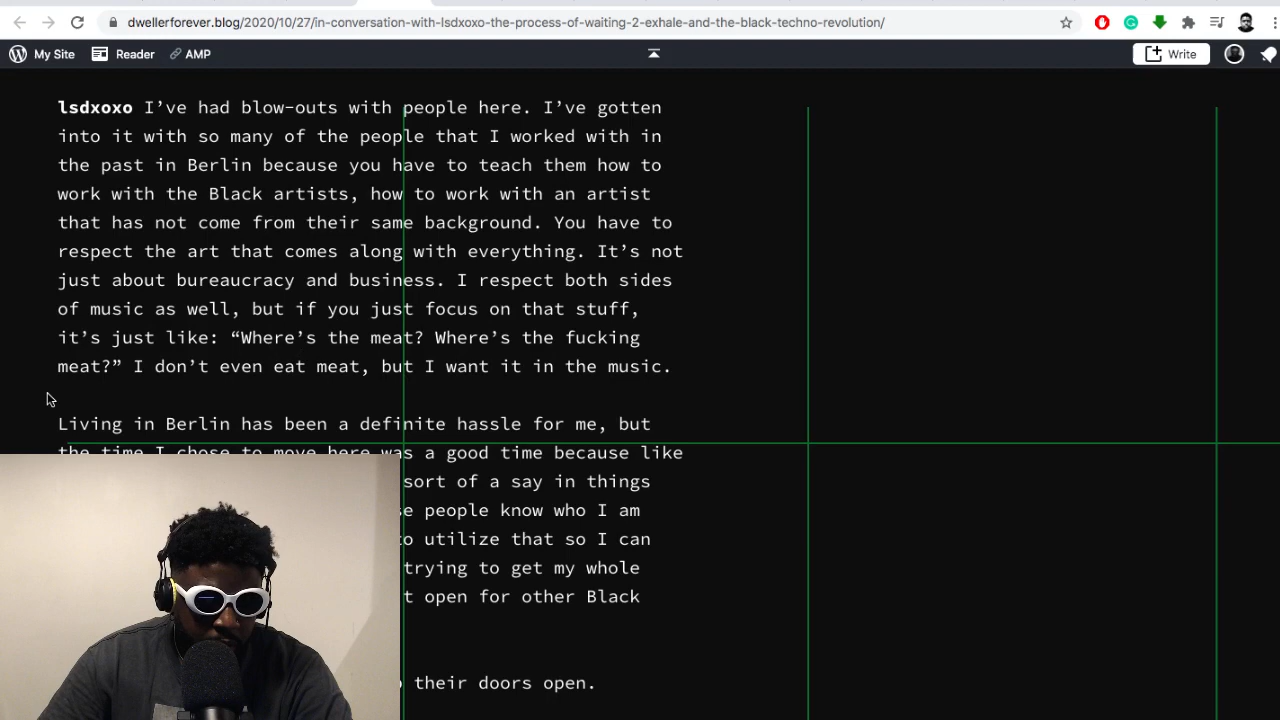 dwellerforever.blog/2020/10/27/in-conversation-with-lsdxoxo-the-process-of-waiting-2-exhale-and-the-black-techno-revolution/
My Site Reader AMP Write
lsdxoxo I’ve had blow-outs with people here. I’ve gotten
into it with so many of the people that I worked with in
the past in Berlin because you have to teach them how to
work with the Black artists, how to work with an artist
that has not come from their same background. You have to
respect the art that comes along with everything. It’s not
just about bureaucracy and business. I respect both sides
of music as well, but if you just focus on that stuff,
it’s just like: “Where’s the meat? Where’s the fucking
meat?” I don’t even eat meat, but I want it in the music.
Living in Berlin has been a definite hassle for me, but
the time I chose to move here was a good time because like
sort of a say in things
people know who I am
utilize that so I can
trying to get my whole
open for other Black
their doors open.